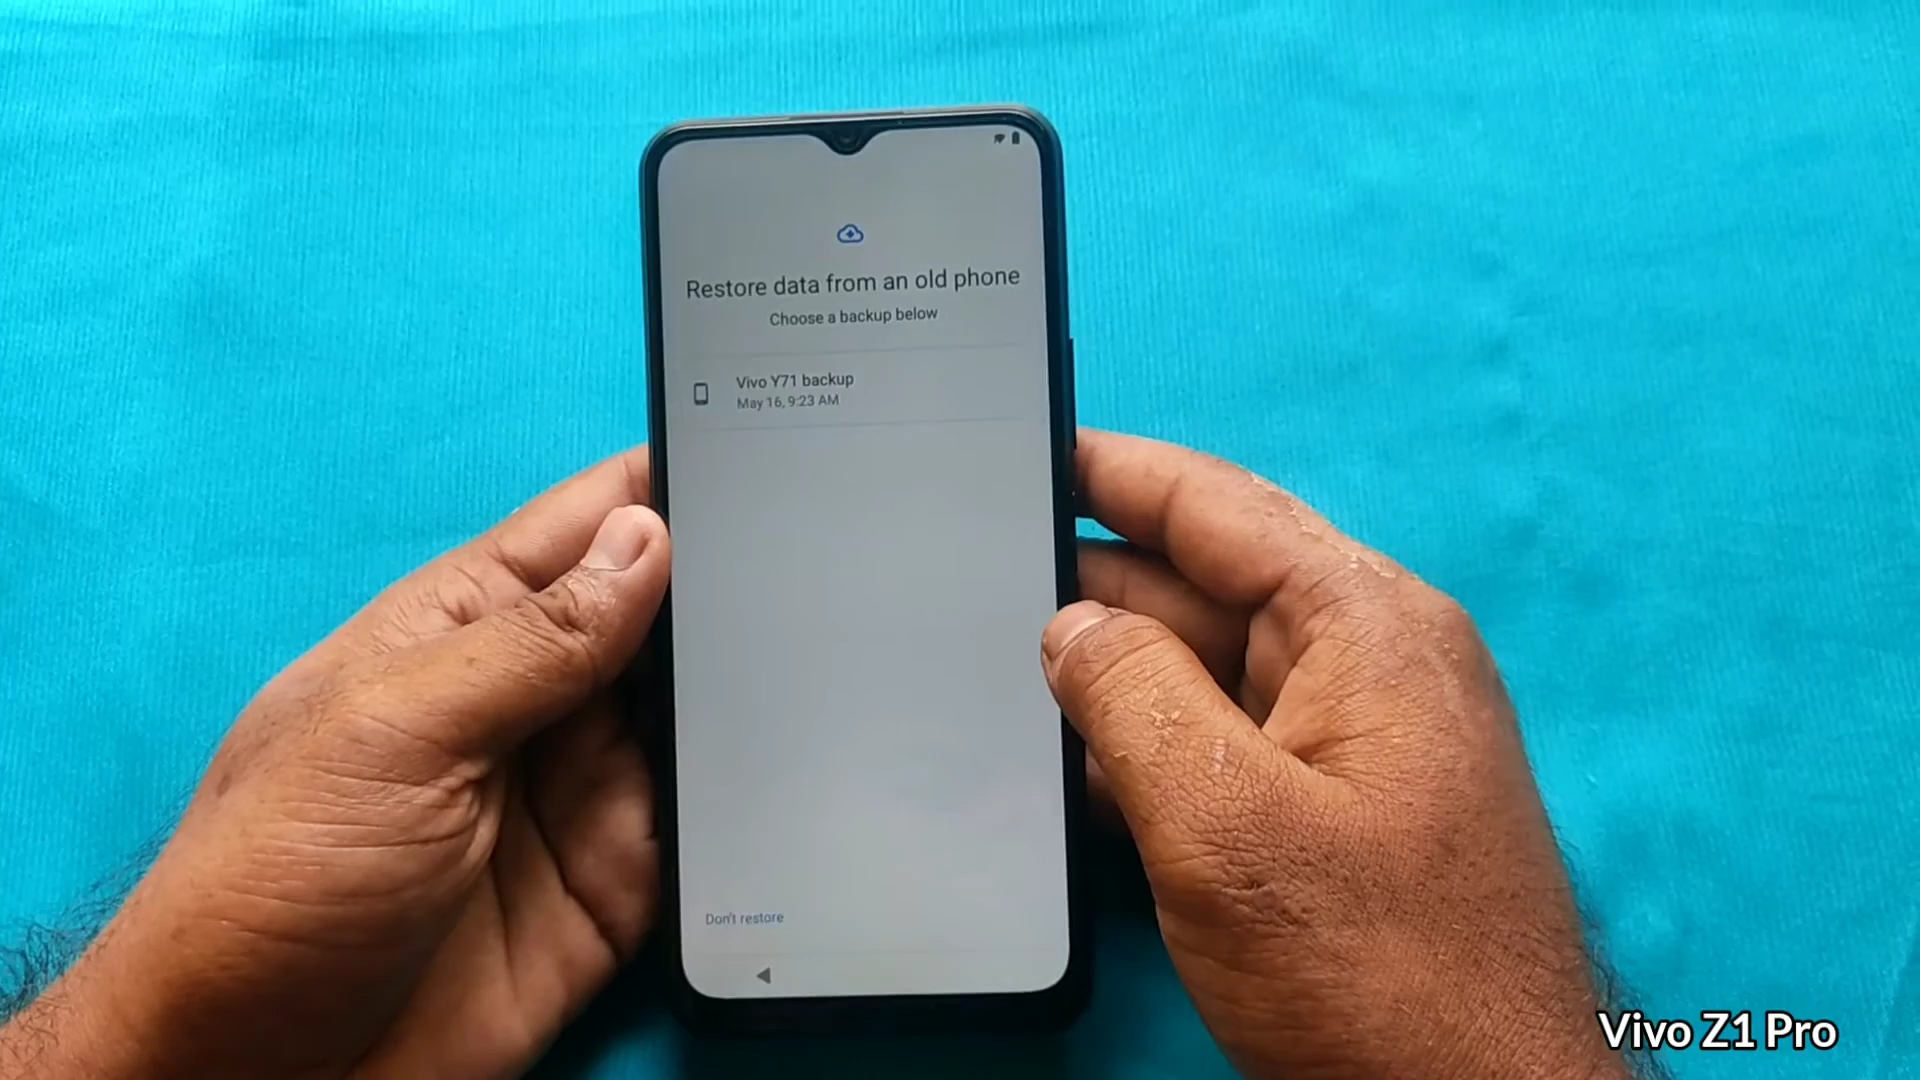 Restore data from an old phone
Choose a backup below
Vivo Y71 backup
May 16, 9:23 AM
Don't restore
Vivo Z1 Pro